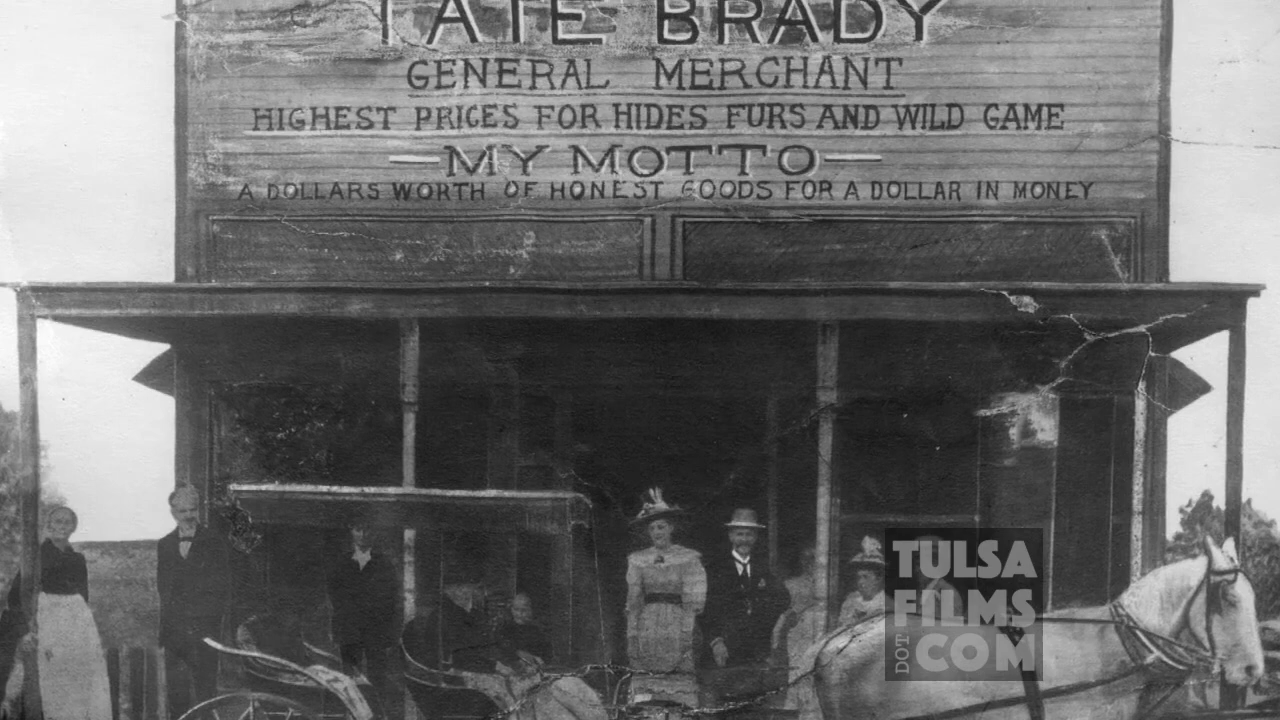 TATE BRADY
GENERAL MERCHANT
HIGHEST PRICES FOR HIDES FURS AND WILD GAME
—MY MOTTO—
A DOLLARS WORTH OF HONEST GOODS FOR A DOLLAR IN MONEY
TULSA
FILMS
DOT COM